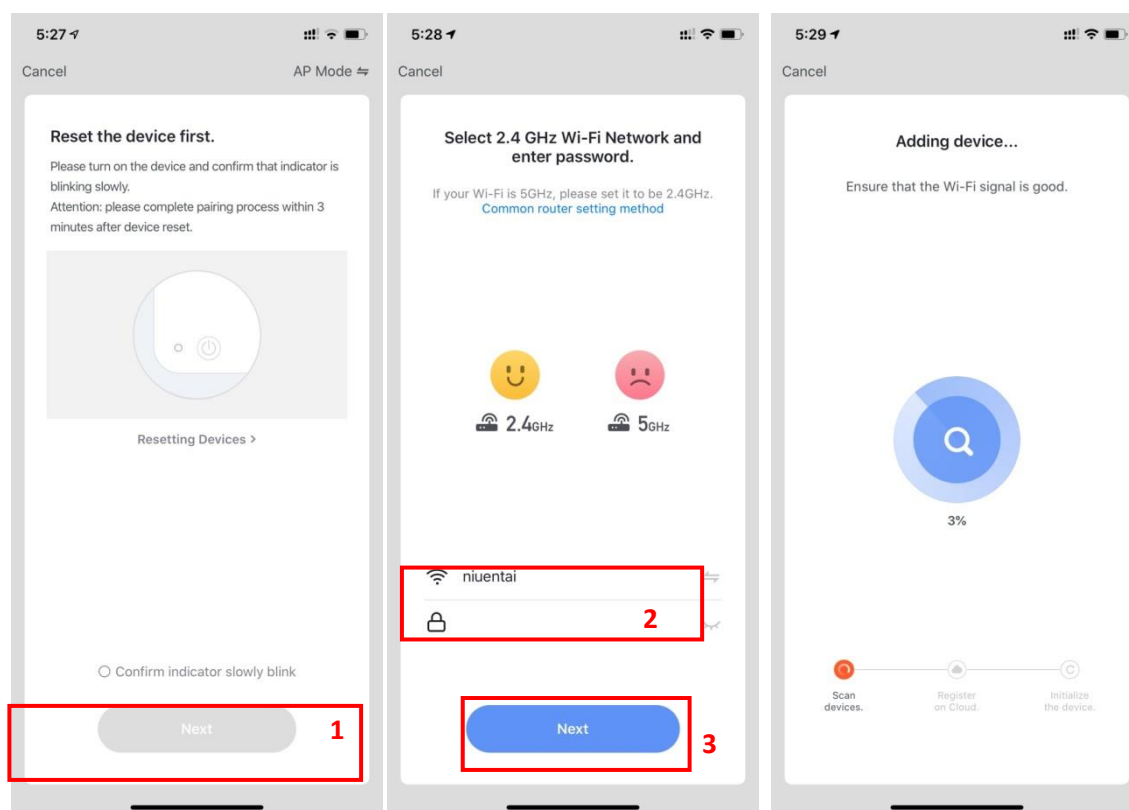 5:27
Cancel
AP Mode
Reset the device first.
Please turn on the device and confirm that indicator is
blinking slowly.
Attention: please complete pairing process within 3
minutes after device reset.
Resetting Devices >
Confirm indicator slowly blink
Next
1
5:28
Cancel
Select 2.4 GHz Wi-Fi Network and
enter password.
If your Wi-Fi is 5GHz, please set it to be 2.4GHz.
Common router setting method
2.4GHz
5GHz
niuentai
2
Next
3
5:29
Cancel
Adding device...
Ensure that the Wi-Fi signal is good.
3%
Scan
devices.
Register
on Cloud.
Initialize
the device.